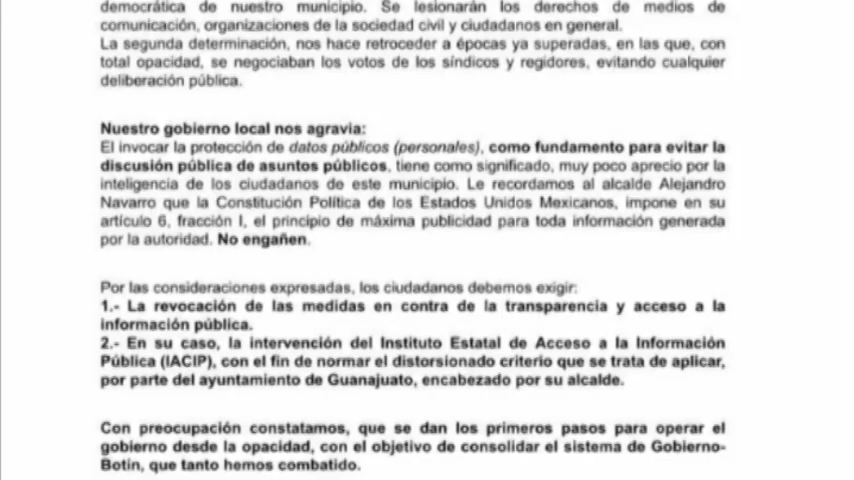 democrática de nuestro municipio. Se lesionarán los derechos de medios de
comunicación, organizaciones de la sociedad civil y ciudadanos en general.
La segunda determinación, nos hace retroceder a épocas ya superadas, en las que, con
total opacidad, se negociaban los votos de los síndicos y regidores, evitando cualquier
deliberación pública.
Nuestro gobierno local nos agravia:
El invocar la protección de datos públicos (personales), como fundamento para evitar la
discusión pública de asuntos públicos, tiene como significado, muy poco aprecio por la
inteligencia de los ciudadanos de este municipio. Le recordamos al alcalde Alejandro
Navarro que la Constitución Política de los Estados Unidos Mexicanos, impone en su
artículo 6, fracción I, el principio de máxima publicidad para toda información generada
por la autoridad. No engañen.
Por las consideraciones expresadas, los ciudadanos debemos exigir:
1.- La revocación de las medidas en contra de la transparencia y acceso a la
información pública.
2.- En su caso, la intervención del Instituto Estatal de Acceso a la Información
Pública (IACIP), con el fin de normar el distorsionado criterio que se trata de aplicar,
por parte del ayuntamiento de Guanajuato, encabezado por su alcalde.
Con preocupación constatamos, que se dan los primeros pasos para operar el
gobierno desde la opacidad, con el objetivo de consolidar el sistema de Gobierno-
Botín, que tanto hemos combatido.